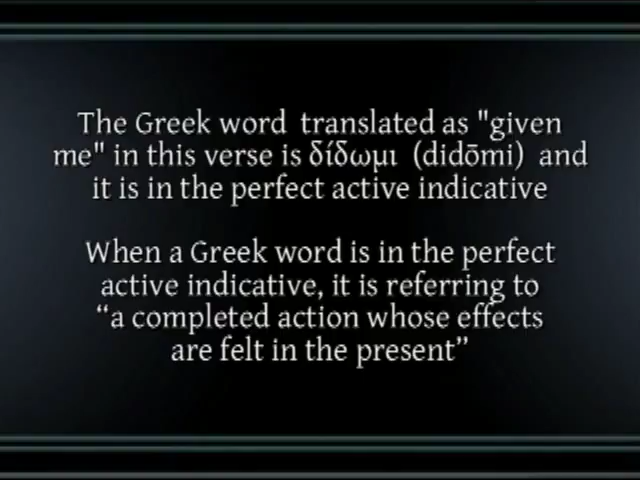 The Greek word translated as "given
me" in this verse is δίδωμι (didōmi) and
it is in the perfect active indicative
When a Greek word is in the perfect
active indicative, it is referring to
“a completed action whose effects
are felt in the present”